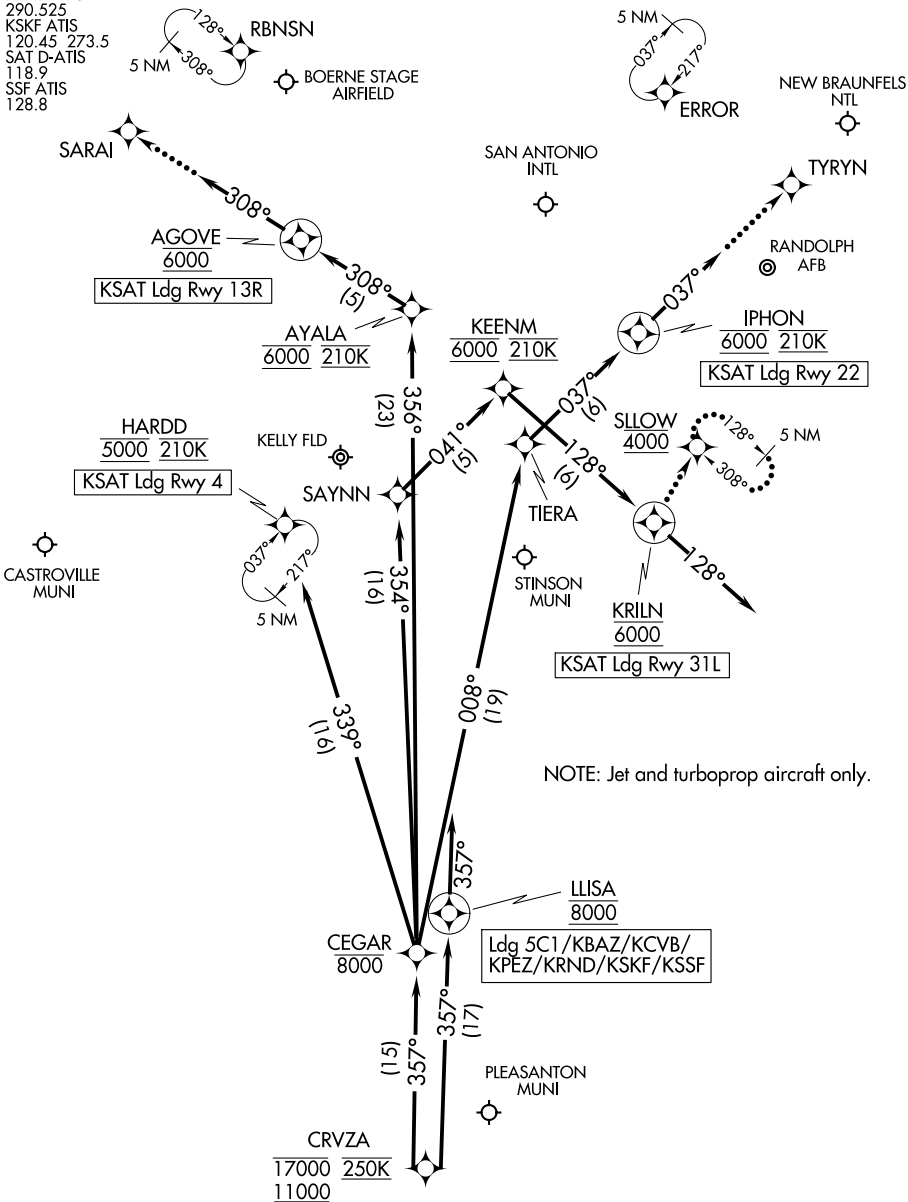 290.525
KSKF ATIS
120.45 273.5
SAT D-ATIS
118.9
SSF ATIS
128.8
RBNSN
128°
308°
5 NM
BOERNE STAGE
AIRFIELD
5 NM
037°
217°
ERROR
NEW BRAUNFELS
NTL
SARAI
SAN ANTONIO
INTL
TYRYN
308°
AGOVE
6000
KSAT Ldg Rwy 13R
308°
(5)
RANDOLPH
AFB
037°
AYALA
6000 210K
KEENM
6000 210K
IPHON
6000 210K
KSAT Ldg Rwy 22
037°
(6)
356°
(23)
HARDD
5000 210K
KSAT Ldg Rwy 4
KELLY FLD
041°
(5)
SLLOW
4000
128°
308°
5 NM
128°
(6)
SAYNN
TIERA
CASTROVILLE
MUNI
037°
217°
5 NM
354°
(16)
STINSON
MUNI
128°
KRILN
6000
KSAT Ldg Rwy 31L
339°
(16)
008°
(19)
NOTE: Jet and turboprop aircraft only.
357°
LLISA
8000
Ldg 5C1/KBAZ/KCVB/
KPEZ/KRND/KSKF/KSSF
CEGAR
8000
357°
(15)
357°
(17)
PLEASANTON
MUNI
CRVZA
17000 250K
11000